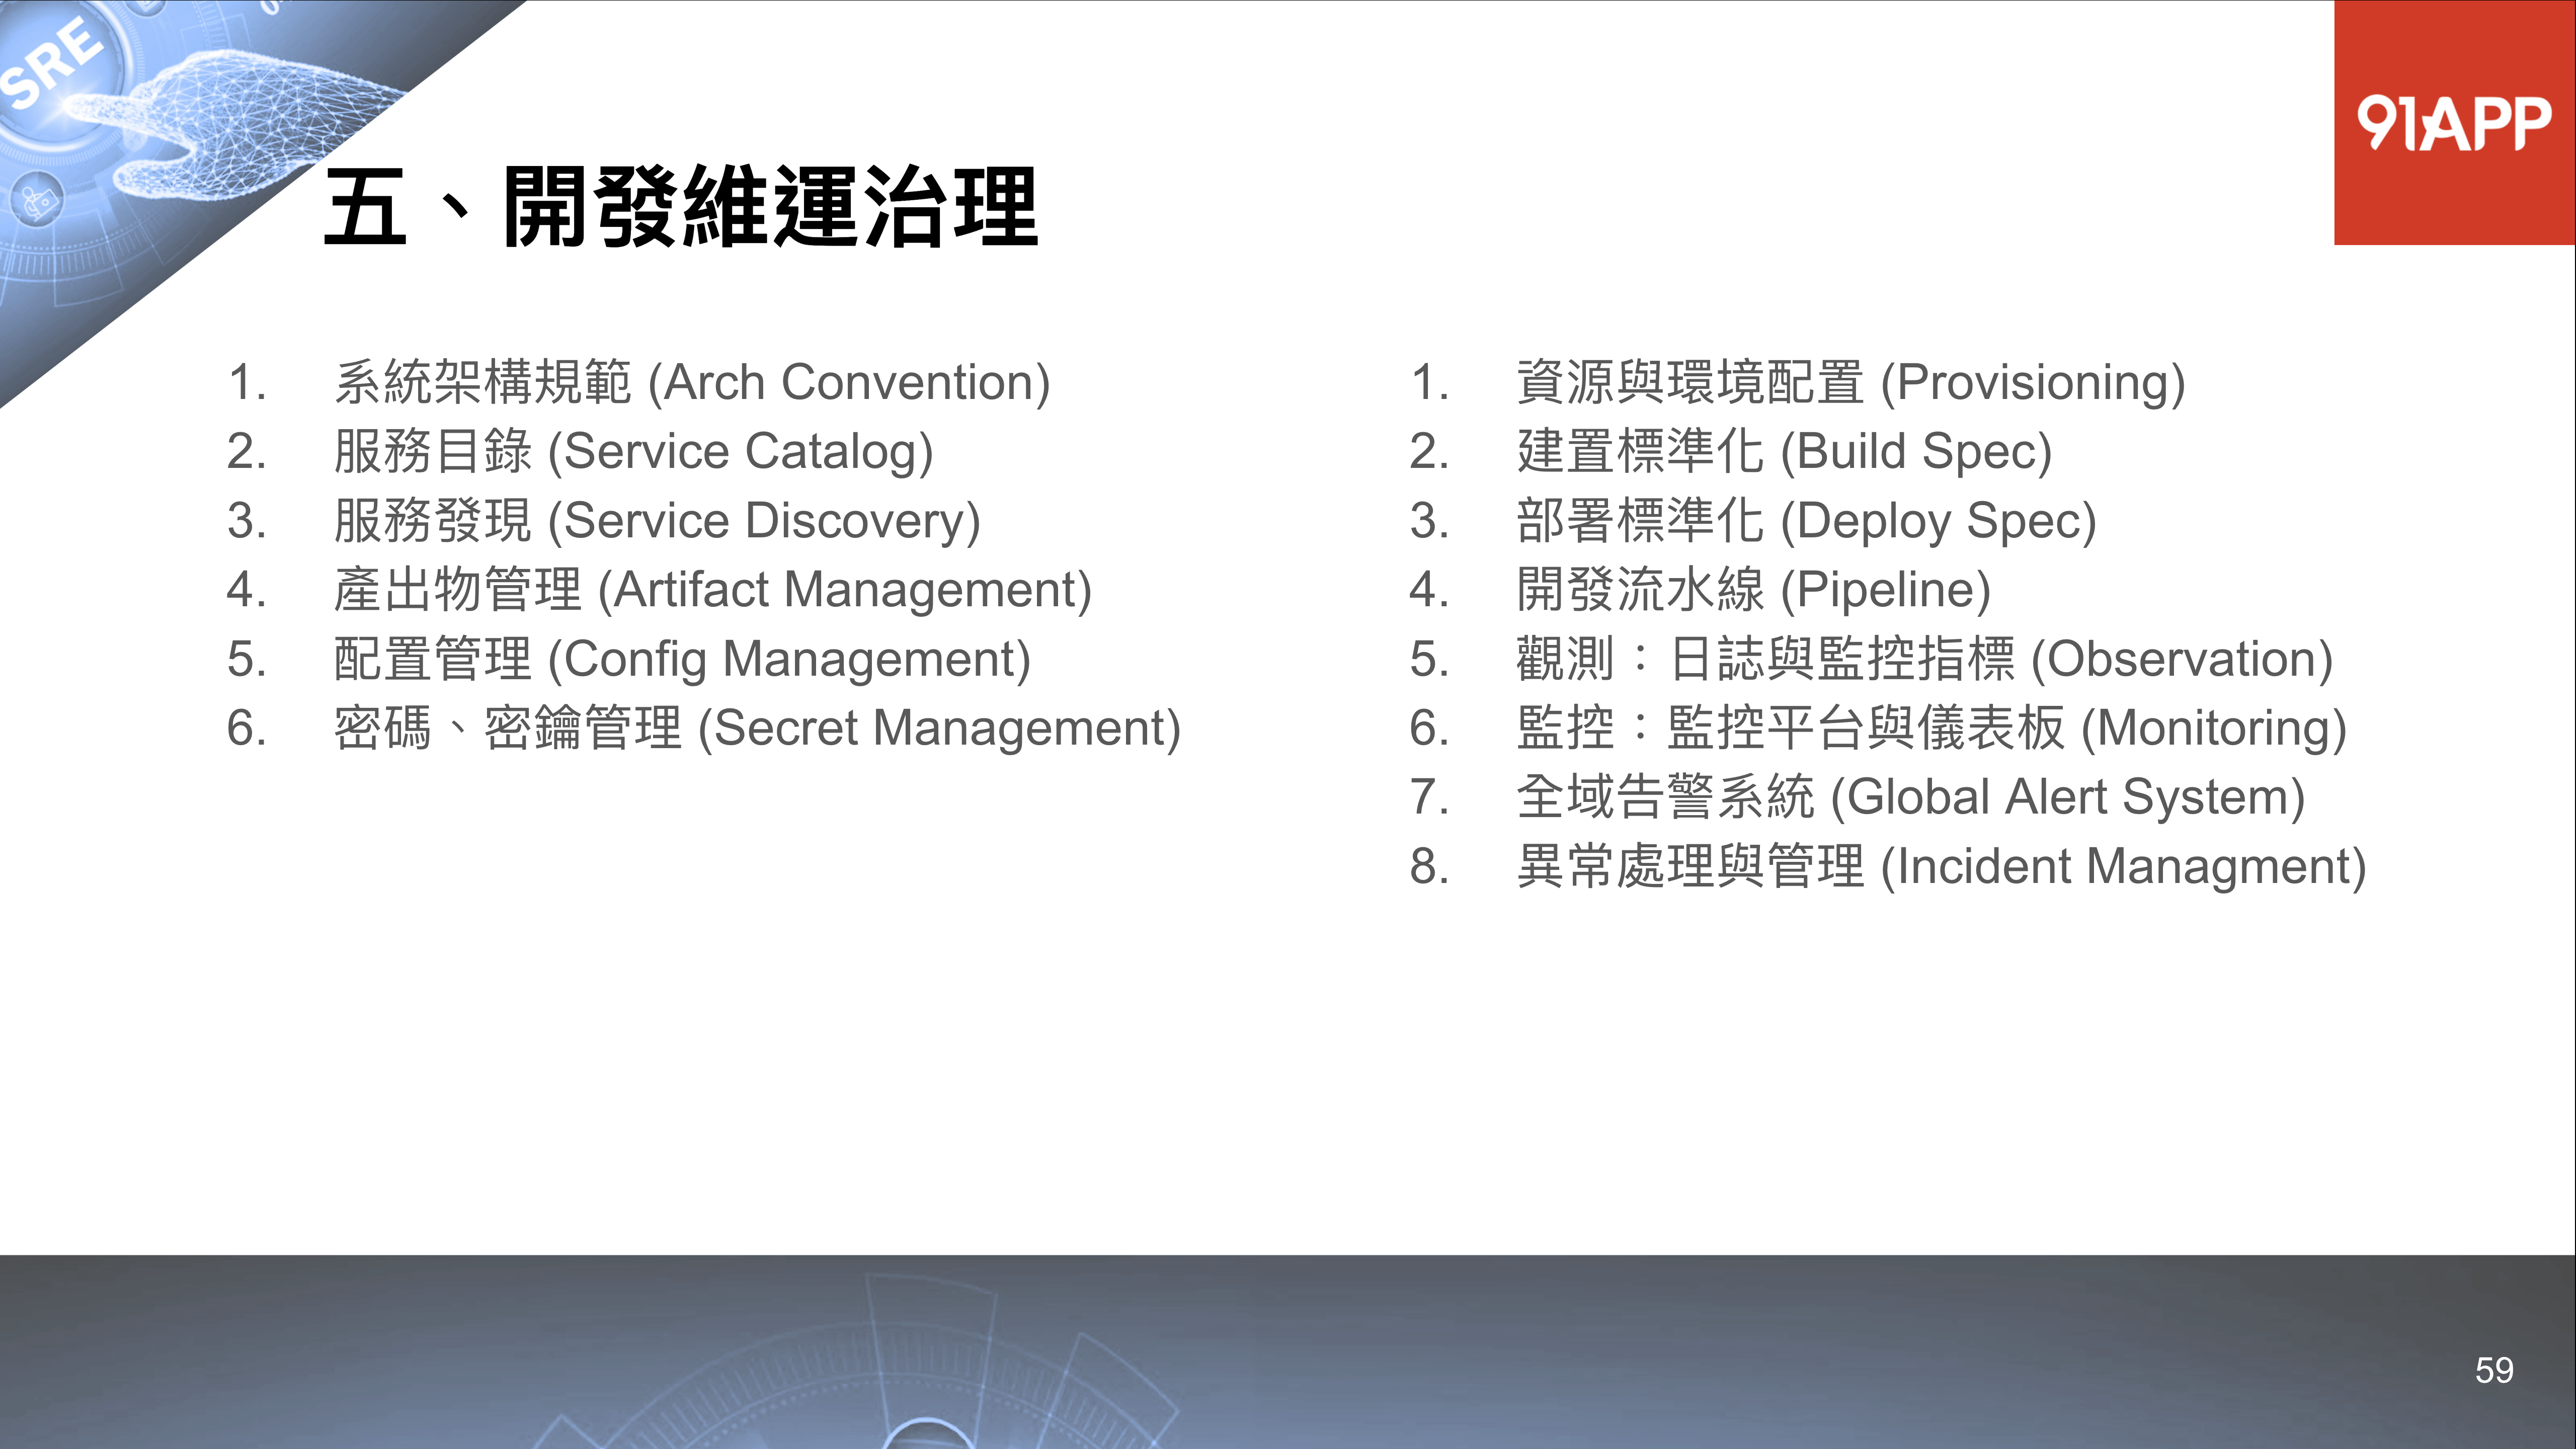 SRE
91APP
五、開發維運治理
1. 系統架構規範 (Arch Convention)
2. 服務目錄 (Service Catalog)
3. 服務發現 (Service Discovery)
4. 產出物管理 (Artifact Management)
5. 配置管理 (Config Management)
6. 密碼、密鑰管理 (Secret Management)
1. 資源與環境配置 (Provisioning)
2. 建置標準化 (Build Spec)
3. 部署標準化 (Deploy Spec)
4. 開發流水線 (Pipeline)
5. 觀測：日誌與監控指標 (Observation)
6. 監控：監控平台與儀表板 (Monitoring)
7. 全域告警系統 (Global Alert System)
8. 異常處理與管理 (Incident Managment)
59